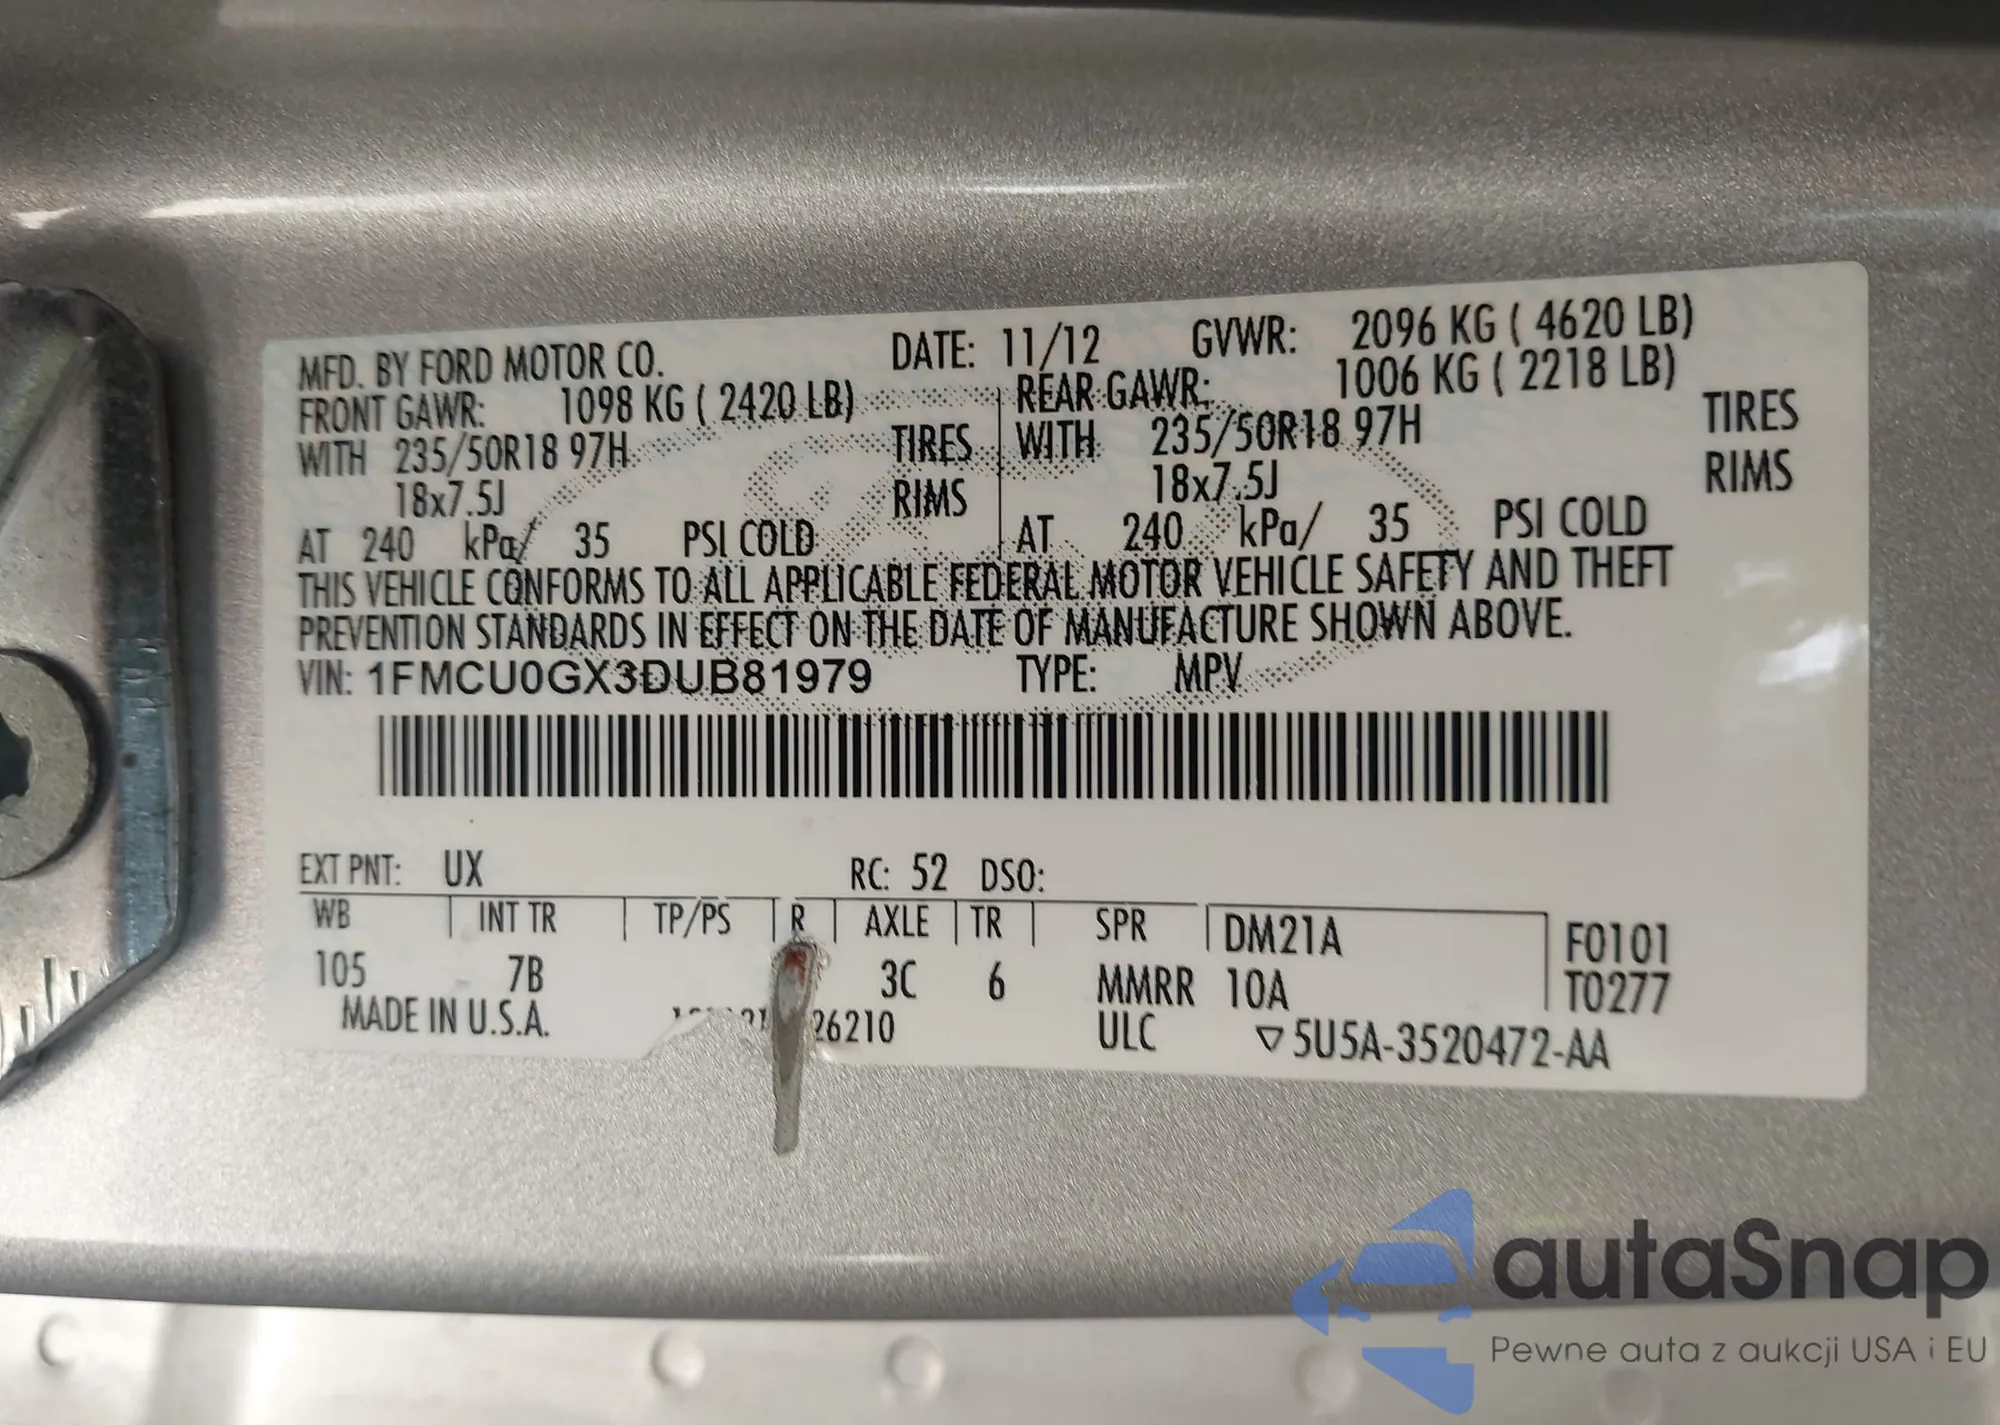 MFD. BY FORD MOTOR CO. DATE: 11/12 GVWR: 2096 KG ( 4620 LB)
FRONT GAWR: 1098 KG ( 2420 LB) REAR GAWR: 1006 KG ( 2218 LB)
WITH 235/50R18 97H TIRES WITH 235/50R18 97H TIRES
18x7.5J RIMS 18x7.5J RIMS
AT 240 kPa/ 35 PSI COLD AT 240 kPa/ 35 PSI COLD
THIS VEHICLE CONFORMS TO ALL APPLICABLE FEDERAL MOTOR VEHICLE SAFETY AND THEFT
PREVENTION STANDARDS IN EFFECT ON THE DATE OF MANUFACTURE SHOWN ABOVE.
VIN: 1FMCU0GX3DUB81979 TYPE: MPV
EXT PNT: UX RC: 52 DSO:
WB INT TR TP/PS R AXLE TR SPR DM21A F0101
105 7B 3C 6 MMRR 10A T0277
MADE IN U.S.A. 26210 ULC ▽5U5A-3520472-AA
autaSnap
Pewne auta z aukcji USA i EU